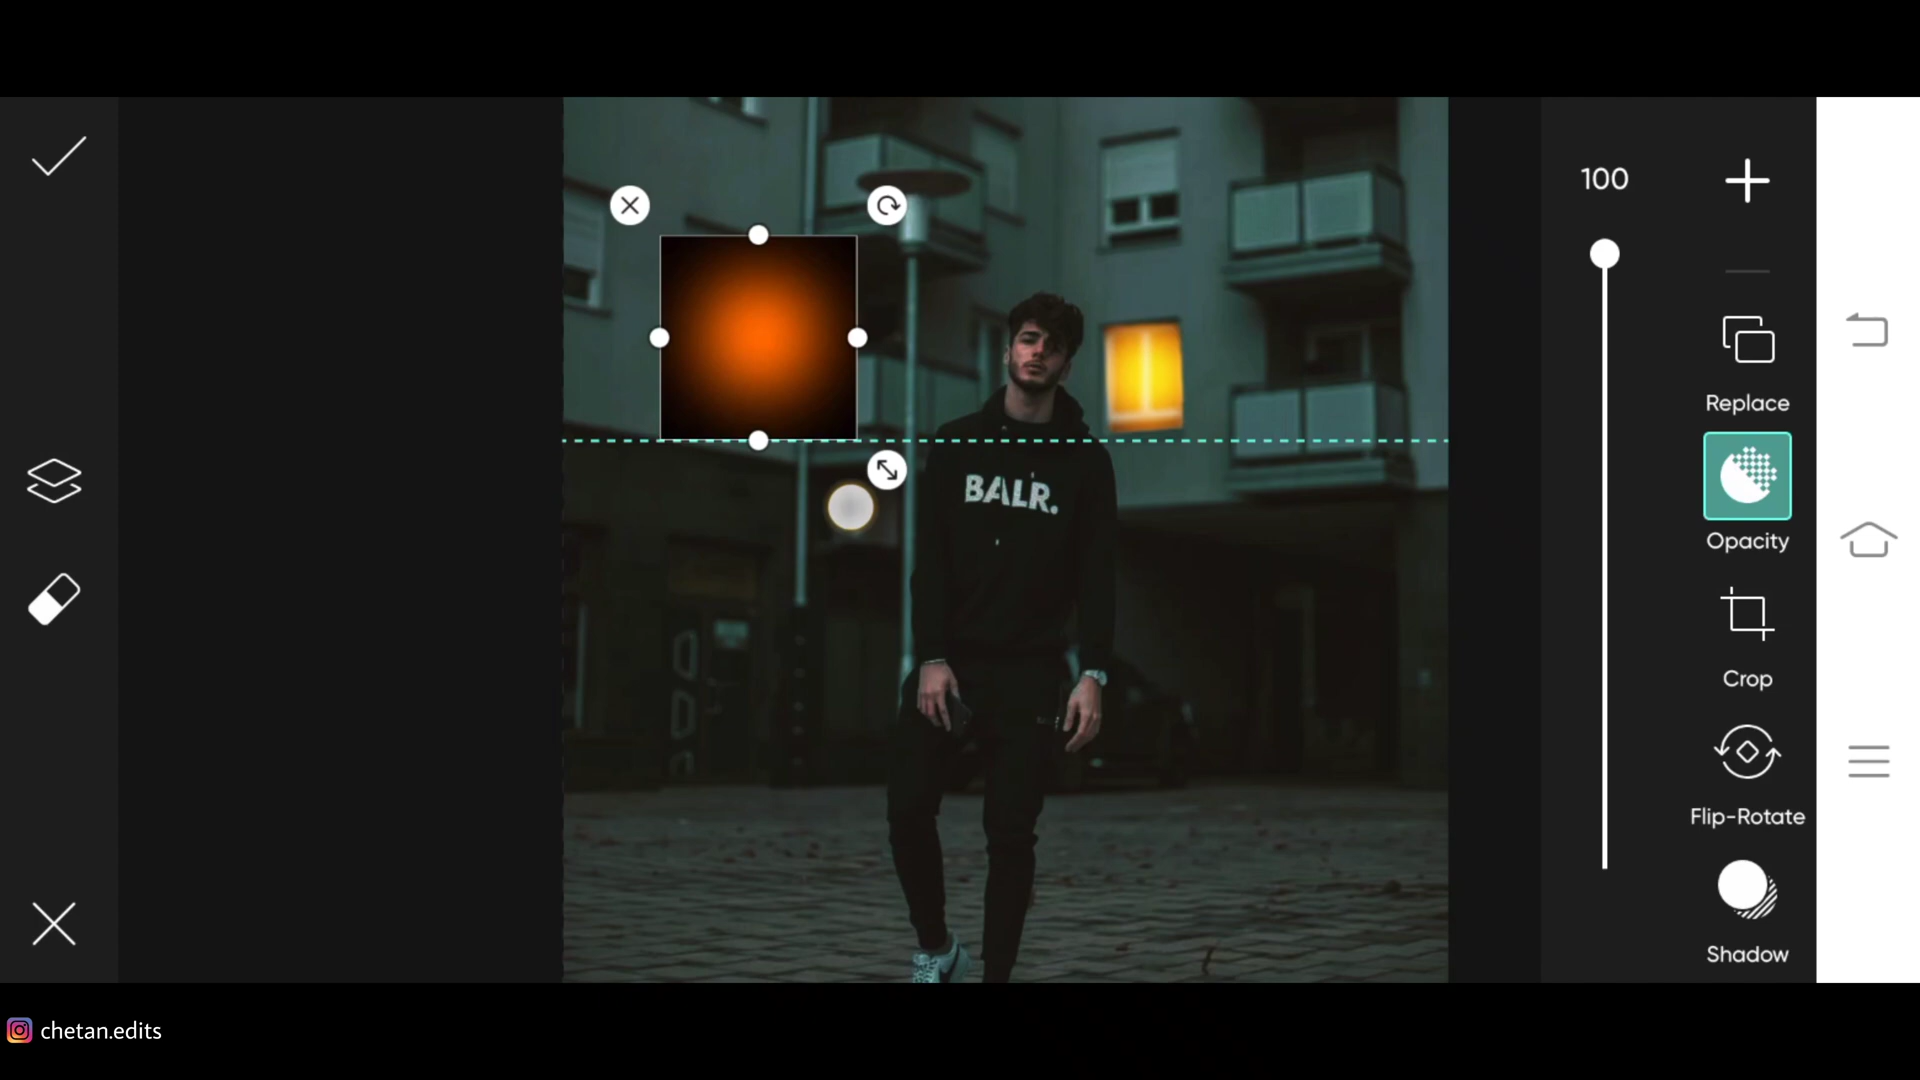 100
Replace
Opacity
BALR.
Crop
Flip-Rotate
Shadow
chetan.edits